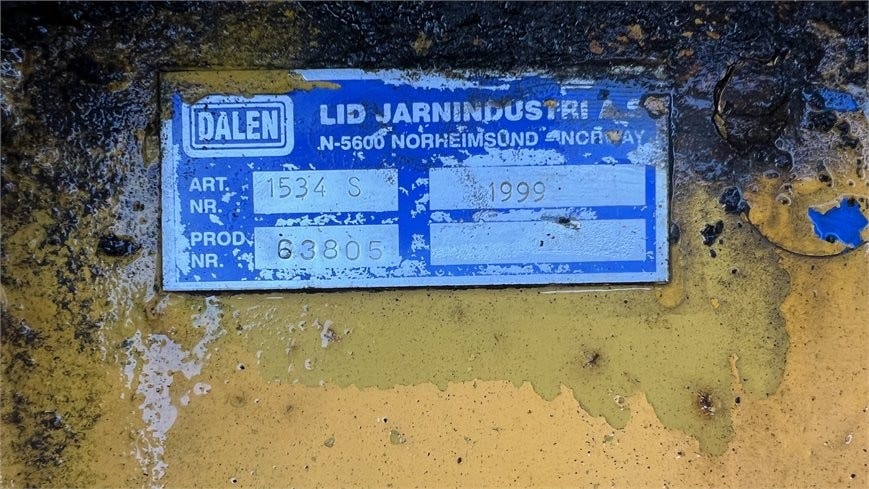 DALEN
LID JARNINDUSTRI A.S
N-5600 NORHEIMSUND - NORWAY
ART. NR. 1534 S 1999
PROD. NR. 63805